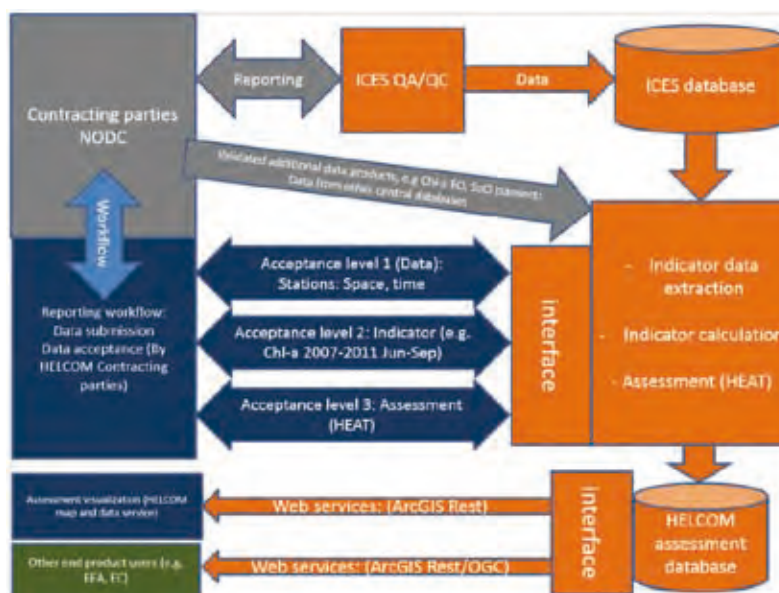 Contracting parties
NODC
Reporting
ICES QA/QC
Data
ICES database
Validated additional data products, e.g Chl-a EO,
Data from other central databases
Workflow
Reporting workflow:
Data submission
Data acceptance (By
HELCOM Contracting
parties)
Acceptance level 1 (Data):
Stations: Space, time
Acceptance level 2: Indicator (e.g.
Chl-a 2007-2011 Jun-Sep)
Acceptance level 3: Assessment
(HEAT)
interface
- Indicator data
extraction
- Indicator calculation
- Assessment (HEAT)
Assessment visualization (HELCOM
map and data service)
Web services: (ArcGIS Rest)
Other end product users (e.g.
EEA, EC)
Web services: (ArcGIS Rest/OGC)
interface
HELCOM
assessment
database